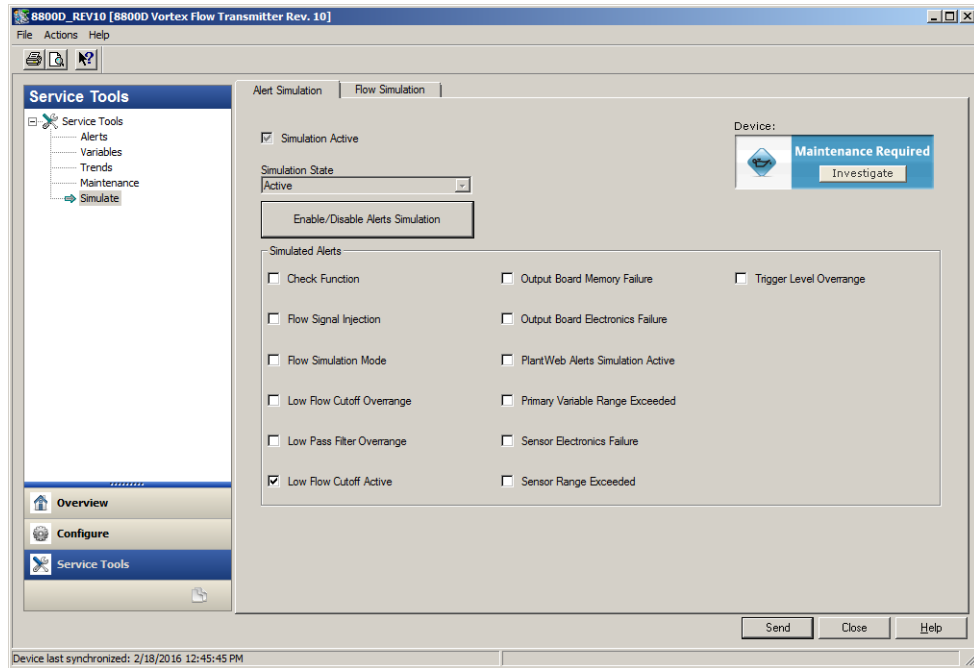 8800D_REV10 [8800D Vortex Flow Transmitter Rev. 10]
File Actions Help
Service Tools
Service Tools
Alerts
Variables
Trends
Maintenance
Simulate
Overview
Configure
Service Tools
Alert Simulation Flow Simulation
Simulation Active
Simulation State
Active
Enable/Disable Alerts Simulation
Device:
Maintenance Required
Investigate
Simulated Alerts
Check Function
Flow Signal Injection
Flow Simulation Mode
Low Flow Cutoff Overrange
Low Pass Filter Overrange
Low Flow Cutoff Active
Output Board Memory Failure
Output Board Electronics Failure
PlantWeb Alerts Simulation Active
Primary Variable Range Exceeded
Sensor Electronics Failure
Sensor Range Exceeded
Trigger Level Overrange
Send Close Help
Device last synchronized: 2/18/2016 12:45:45 PM